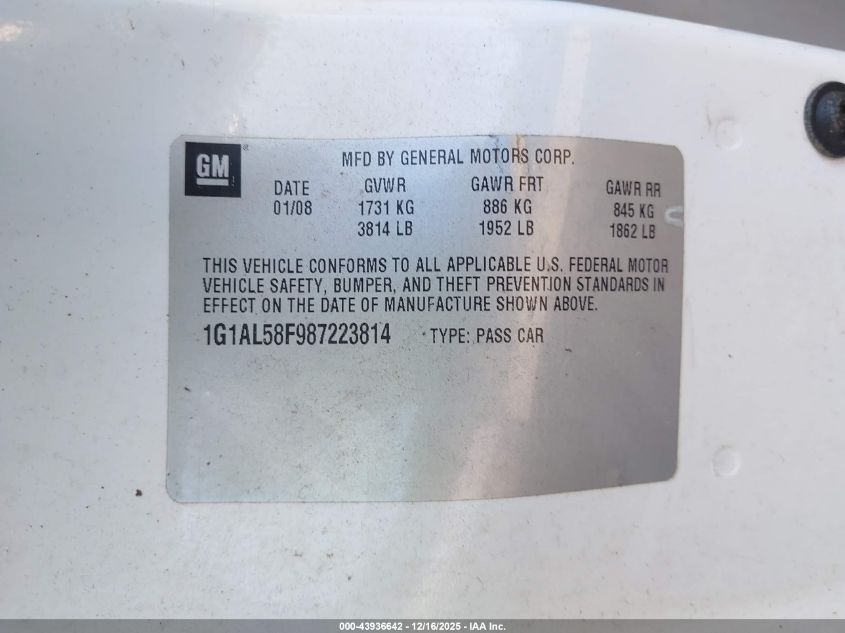 GM
MFD BY GENERAL MOTORS CORP.
DATE GVWR GAWR FRT GAWR RR
01/08 1731 KG 886 KG 845 KG
3814 LB 1952 LB 1862 LB
THIS VEHICLE CONFORMS TO ALL APPLICABLE U.S. FEDERAL MOTOR
VEHICLE SAFETY, BUMPER, AND THEFT PREVENTION STANDARDS IN
EFFECT ON THE DATE OF MANUFACTURE SHOWN ABOVE.
1G1AL58F987223814 TYPE: PASS CAR
000-43936642 - 12/16/2025 - IAA Inc.